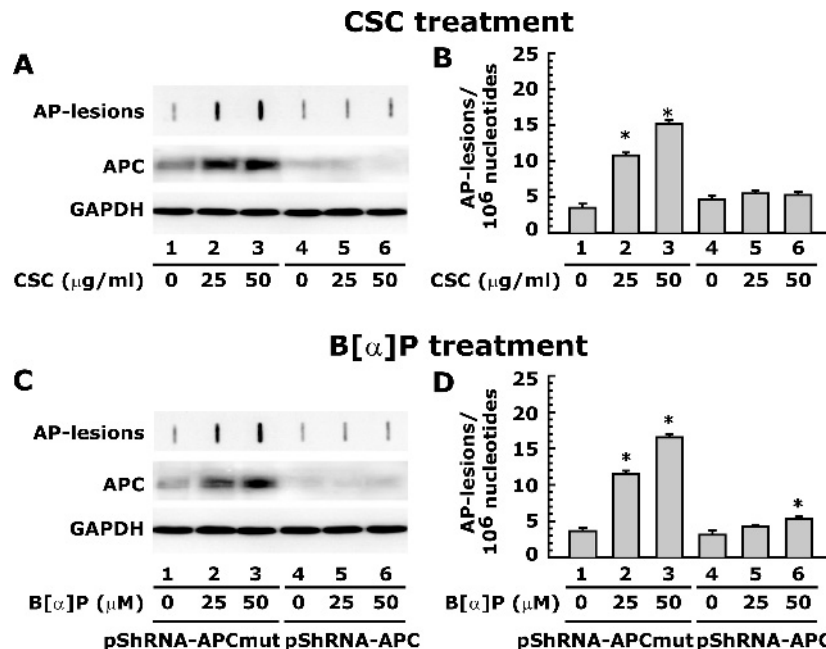 CSC treatment
A
AP-lesions
APC
GAPDH
1 2 3 4 5 6
CSC (μg/ml) 0 25 50 0 25 50
B
AP-lesions/
10⁶ nucleotides
25
20
15
10
5
0
* *
1 2 3 4 5 6
CSC (μg/ml) 0 25 50 0 25 50
B[α]P treatment
C
AP-lesions
APC
GAPDH
1 2 3 4 5 6
B[α]P (μM) 0 25 50 0 25 50
pShRNA-APCmut pShRNA-APC
D
AP-lesions/
10⁶ nucleotides
25
20
15
10
5
0
* * *
1 2 3 4 5 6
B[α]P (μM) 0 25 50 0 25 50
pShRNA-APCmut pShRNA-APC